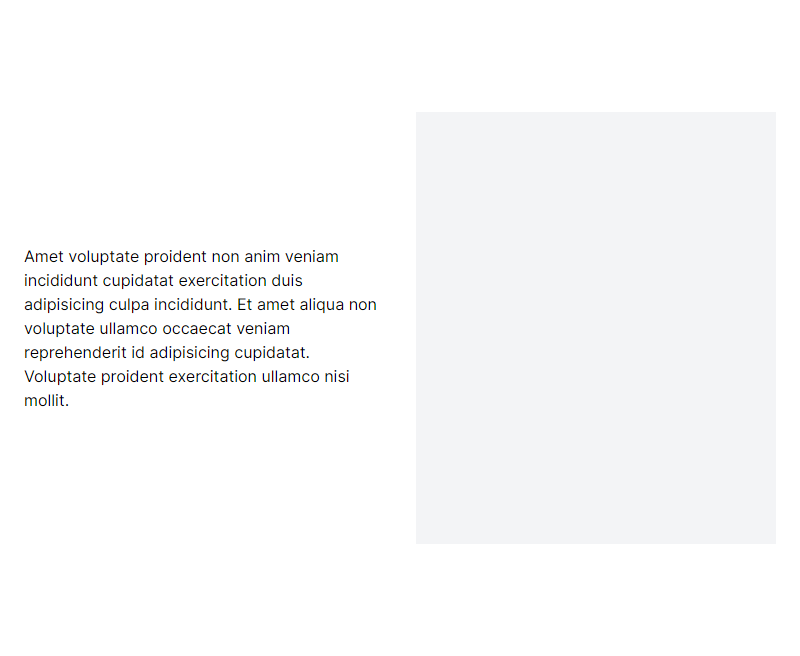 Amet voluptate proident non anim veniam
incididunt cupidatat exercitation duis
adipisicing culpa incididunt. Et amet aliqua non
voluptate ullamco occaecat veniam
reprehenderit id adipisicing cupidatat.
Voluptate proident exercitation ullamco nisi
mollit.